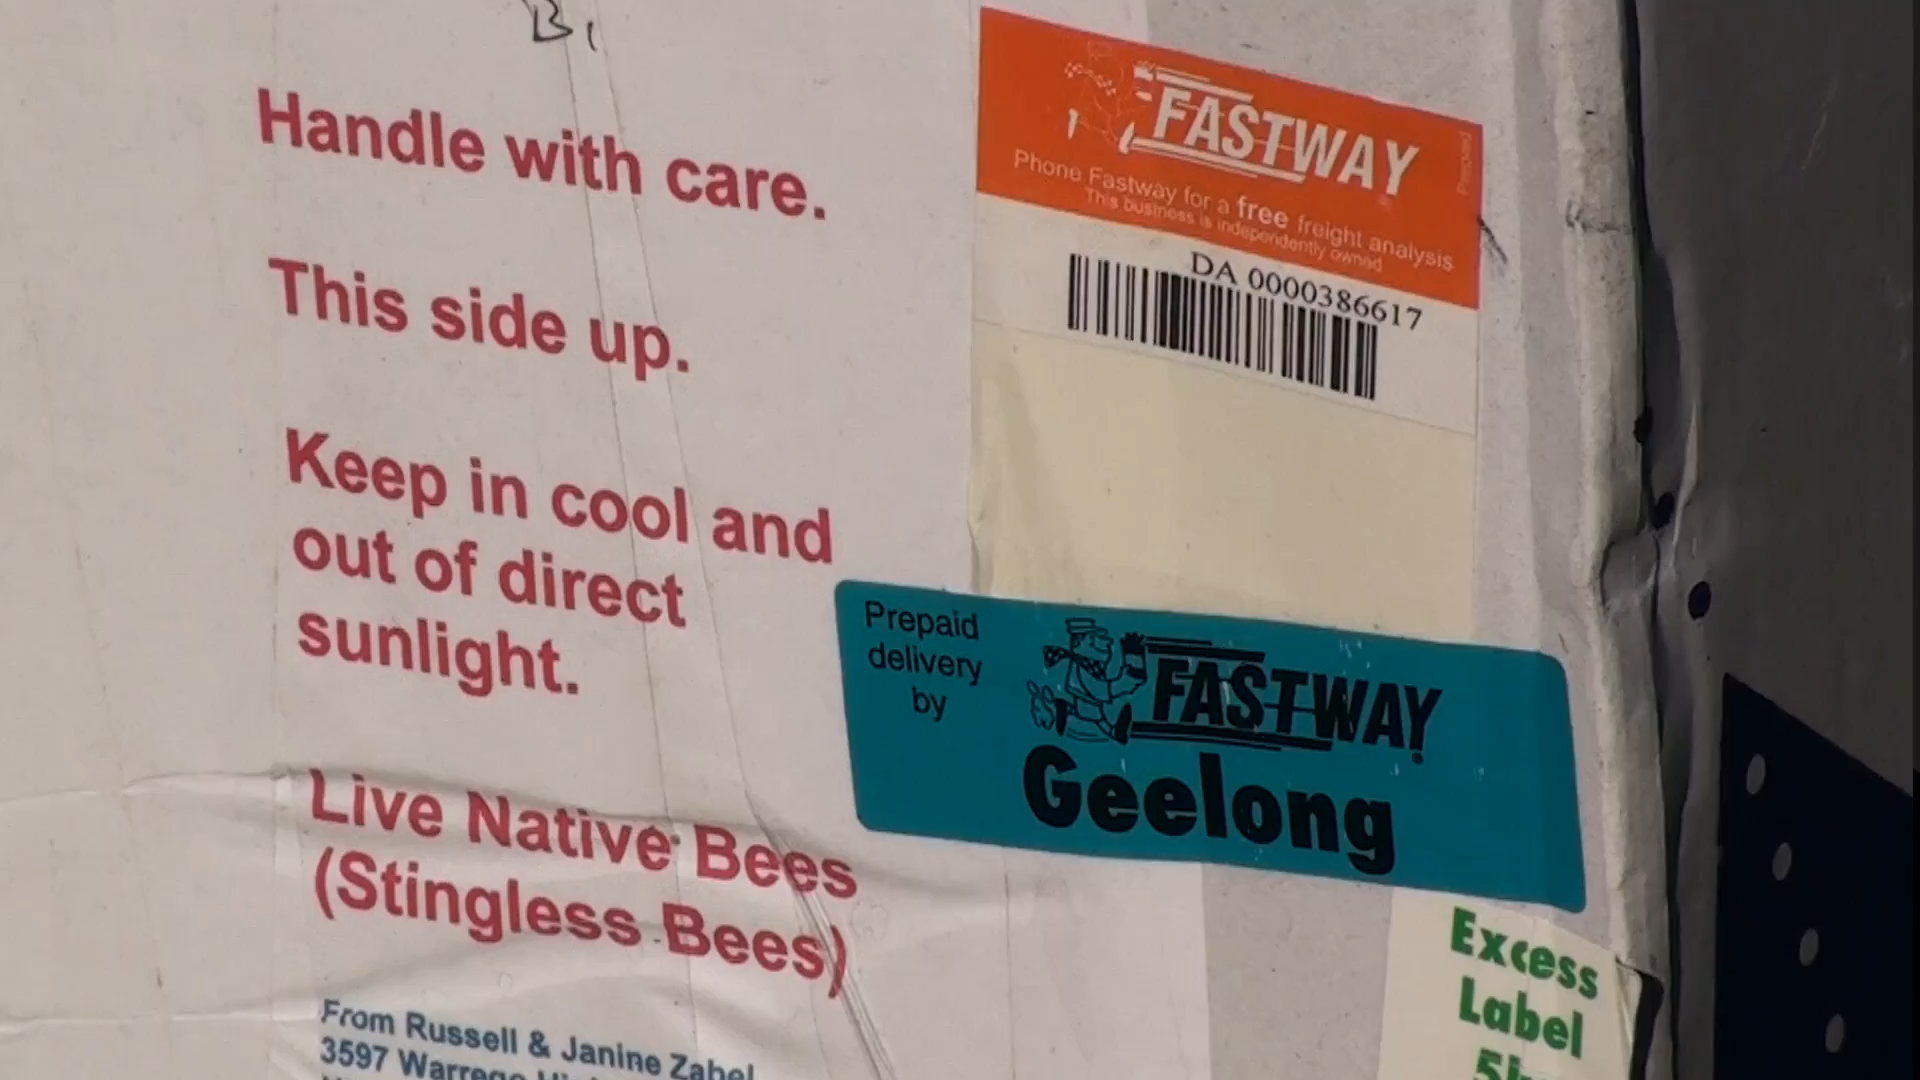 Handle with care.
This side up.
Keep in cool and
out of direct
sunlight.
Live Native Bees
(Stingless Bees)
From Russell & Janine Zabel
3597 Warrego
FASTWAY
Prepaid
Phone Fastway for a free freight analysis
This business is independently owned
DA 0000386617
Prepaid
delivery
by
FASTWAY
Geelong
Excess
Label